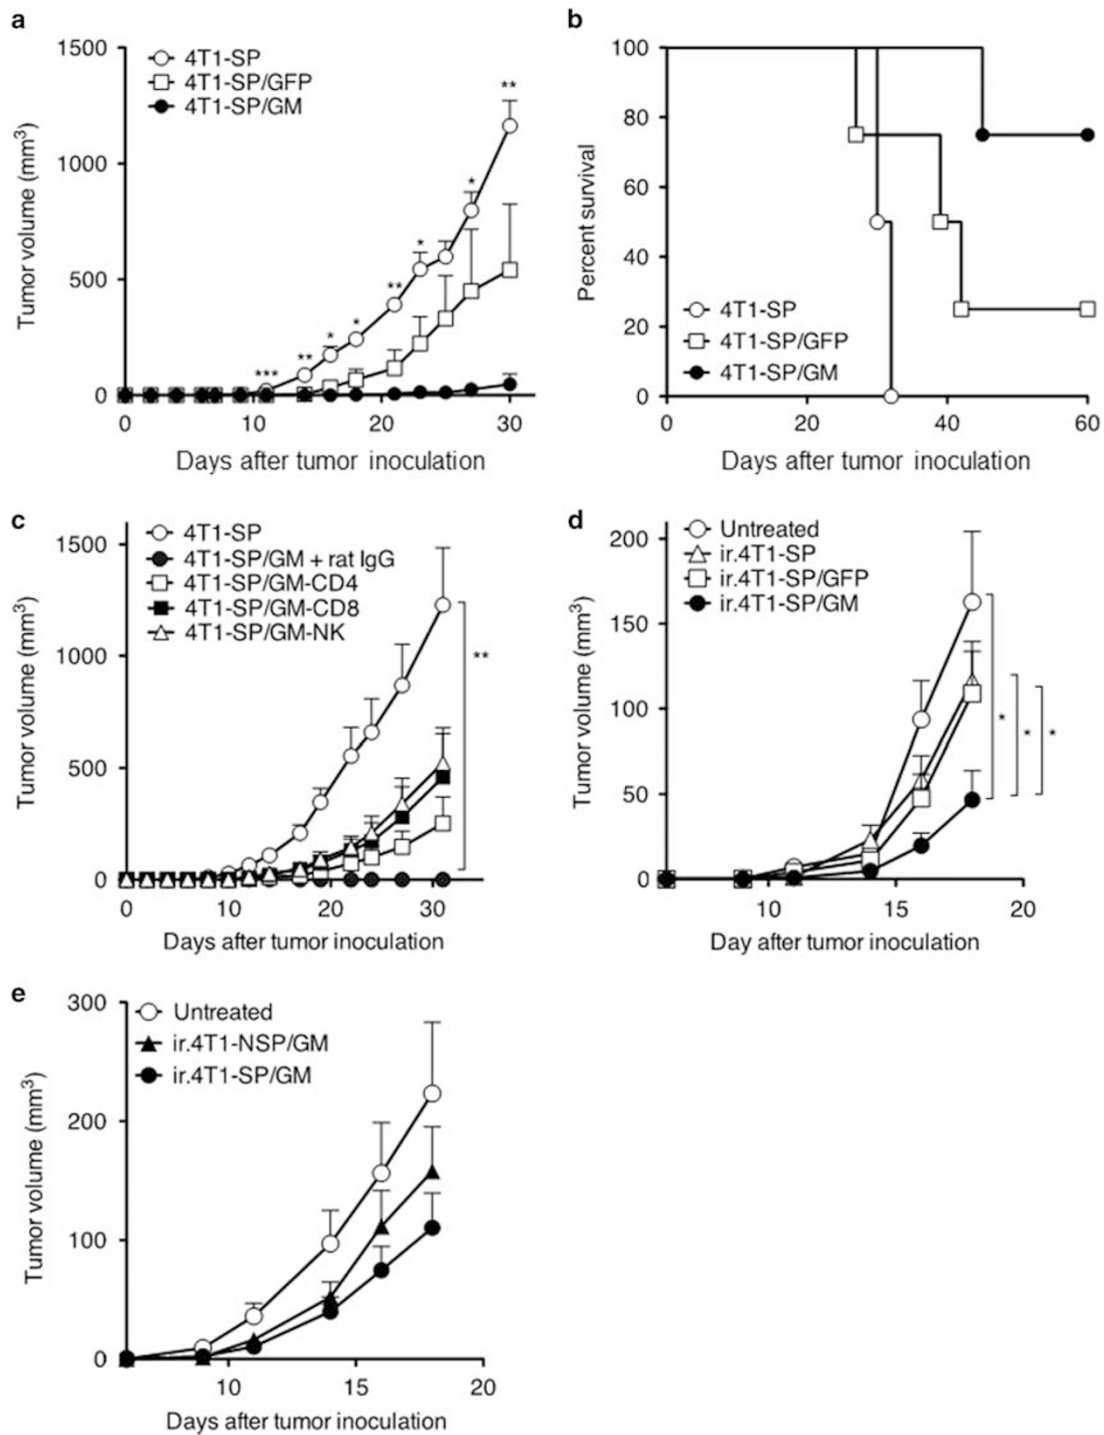 a
1500
1000
500
0
0
10
20
30
Tumor volume (mm³)
Days after tumor inoculation
4T1-SP
4T1-SP/GFP
4T1-SP/GM
***
**
*
*
**
*
*
**
b
100
80
60
40
20
0
0
20
40
60
Percent survival
Days after tumor inoculation
4T1-SP
4T1-SP/GFP
4T1-SP/GM
c
1500
1000
500
0
0
10
20
30
Tumor volume (mm³)
Days after tumor inoculation
4T1-SP
4T1-SP/GM + rat IgG
4T1-SP/GM-CD4
4T1-SP/GM-CD8
4T1-SP/GM-NK
**
d
200
150
100
50
0
10
15
20
Tumor volume (mm³)
Day after tumor inoculation
Untreated
ir.4T1-SP
ir.4T1-SP/GFP
ir.4T1-SP/GM
*
*
*
e
300
200
100
0
10
15
20
Tumor volume (mm³)
Days after tumor inoculation
Untreated
ir.4T1-NSP/GM
ir.4T1-SP/GM